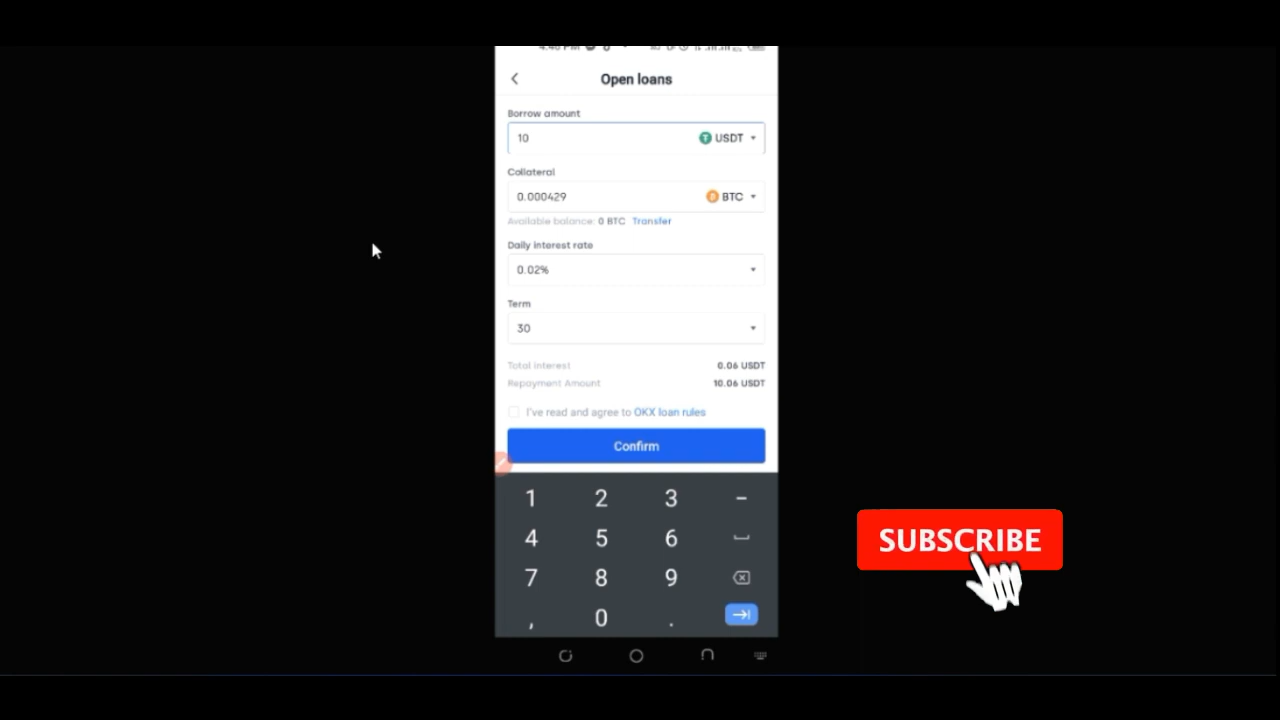 Open loans
Borrow amount
10 USDT
Collateral
0.000429 BTC
Available balance: 0 BTC Transfer
Daily interest rate
0.02%
Term
30
Total Interest 0.06 USDT
Repayment Amount 10.06 USDT
I've read and agree to OKX loan rules
Confirm
1 2 3 -
4 5 6
7 8 9
, 0 .
SUBSCRIBE